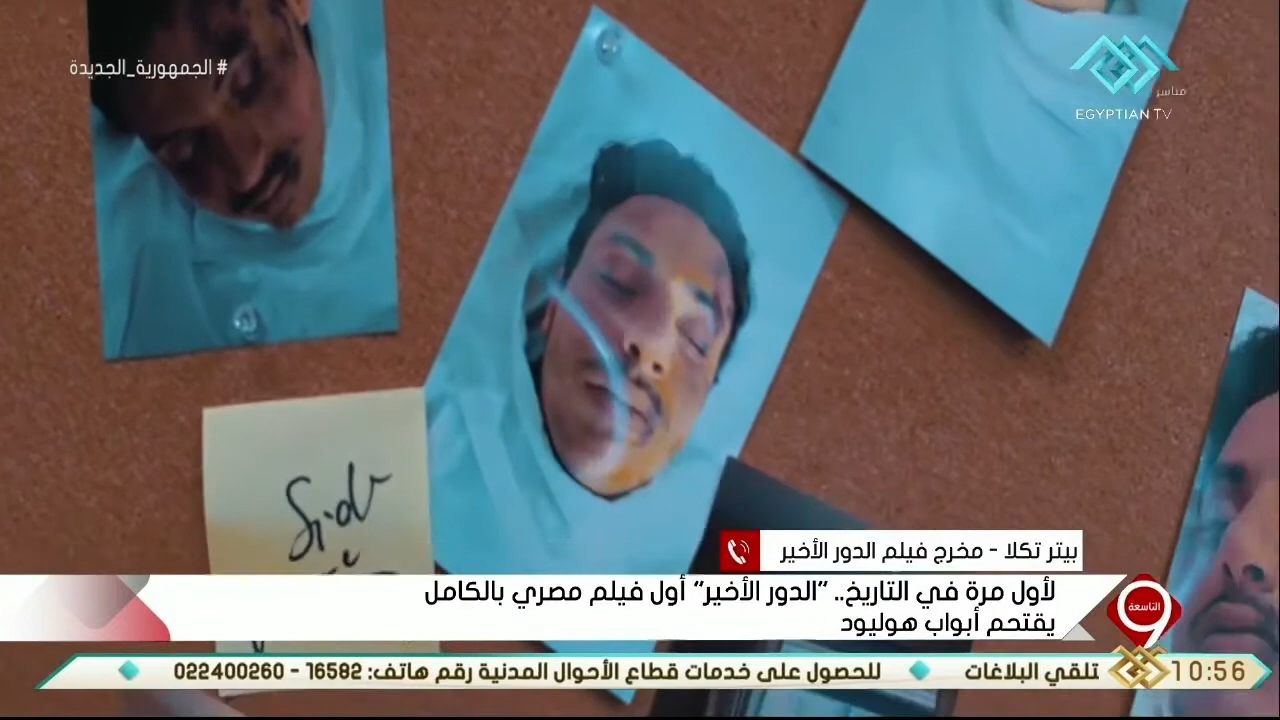 # الجمهورية_الجديدة
مباشر
EGYPTIAN TV
بيتر تكلا - مخرج فيلم الدور الأخير
لأول مرة في التاريخ.. "الدور الأخير" أول فيلم مصري بالكامل
يقتحم أبواب هوليود
التاسعة
9
10:56
تلقي البلاغات
للحصول على خدمات قطاع الأحوال المدنية رقم هاتف: 16582 - 022400260